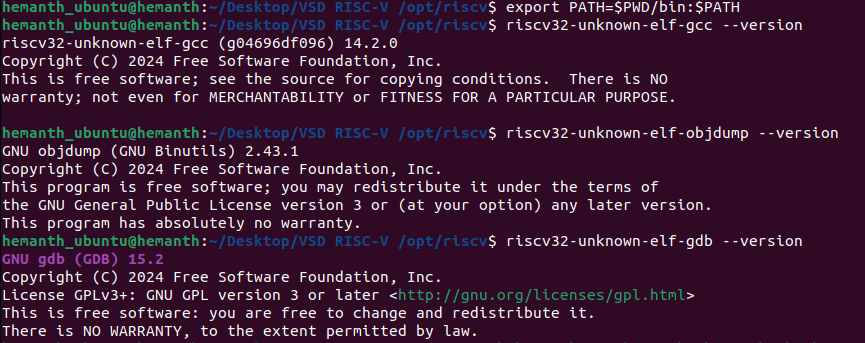 hemanth_ubuntu@hemanth:~/Desktop/VSD RISC-V /opt/riscv$ export PATH=$PWD/bin:$PATH
hemanth_ubuntu@hemanth:~/Desktop/VSD RISC-V /opt/riscv$ riscv32-unknown-elf-gcc --version
riscv32-unknown-elf-gcc (g04696df096) 14.2.0
Copyright (C) 2024 Free Software Foundation, Inc.
This is free software; see the source for copying conditions.  There is NO
warranty; not even for MERCHANTABILITY or FITNESS FOR A PARTICULAR PURPOSE.

hemanth_ubuntu@hemanth:~/Desktop/VSD RISC-V /opt/riscv$ riscv32-unknown-elf-objdump --version
GNU objdump (GNU Binutils) 2.43.1
Copyright (C) 2024 Free Software Foundation, Inc.
This program is free software; you may redistribute it under the terms of
the GNU General Public License version 3 or (at your option) any later version.
This program has absolutely no warranty.
hemanth_ubuntu@hemanth:~/Desktop/VSD RISC-V /opt/riscv$ riscv32-unknown-elf-gdb --version
GNU gdb (GDB) 15.2
Copyright (C) 2024 Free Software Foundation, Inc.
License GPLv3+: GNU GPL version 3 or later <http://gnu.org/licenses/gpl.html>
This is free software: you are free to change and redistribute it.
There is NO WARRANTY, to the extent permitted by law.